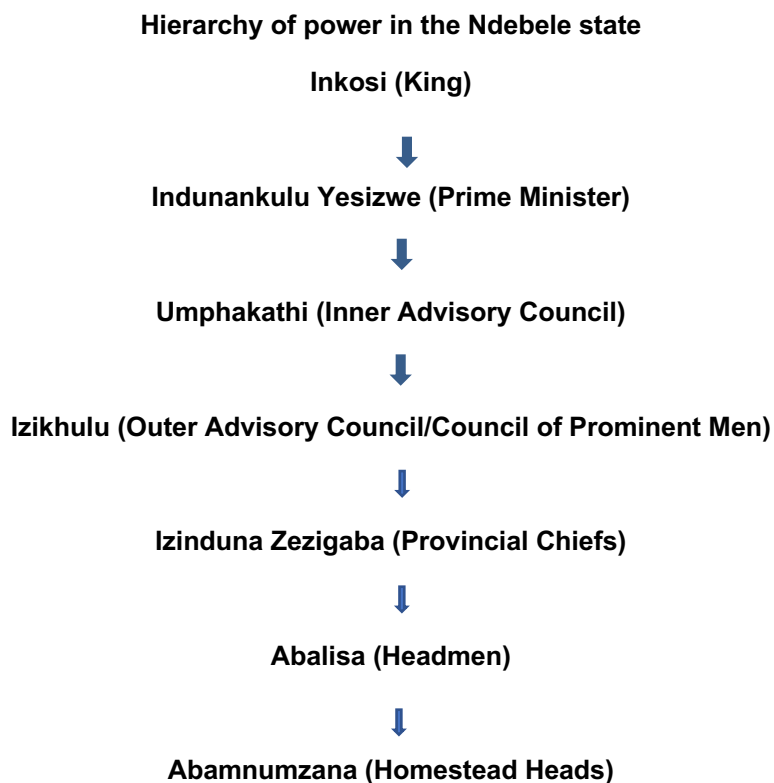 Hierarchy of power in the Ndebele state
Inkosi (King)
Indunankulu Yesizwe (Prime Minister)
Umphakathi (Inner Advisory Council)
Izikhulu (Outer Advisory Council/Council of Prominent Men)
Izinduna Zezigaba (Provincial Chiefs)
Abalisa (Headmen)
Abamnumzana (Homestead Heads)